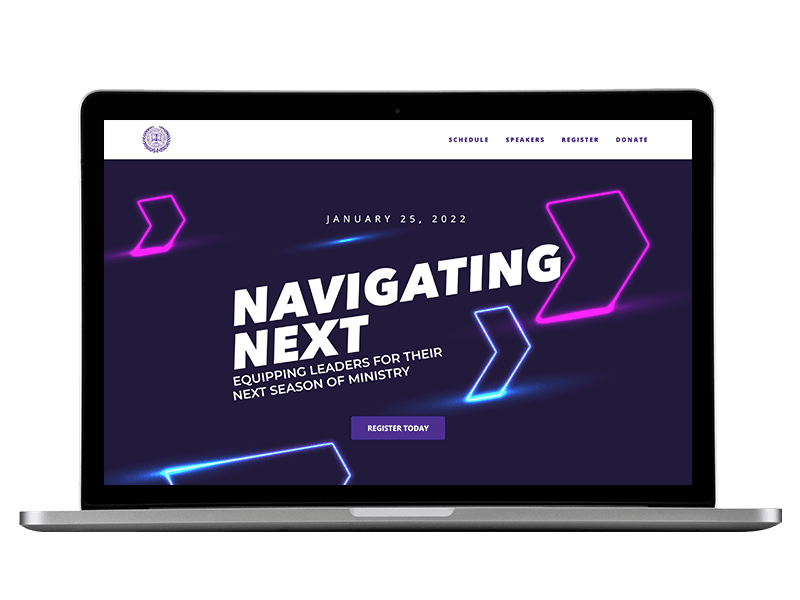 SCHEDULE SPEAKERS REGISTER DONATE
JANUARY 25, 2022
NAVIGATING
NEXT
EQUIPPING LEADERS FOR THEIR
NEXT SEASON OF MINISTRY
REGISTER TODAY